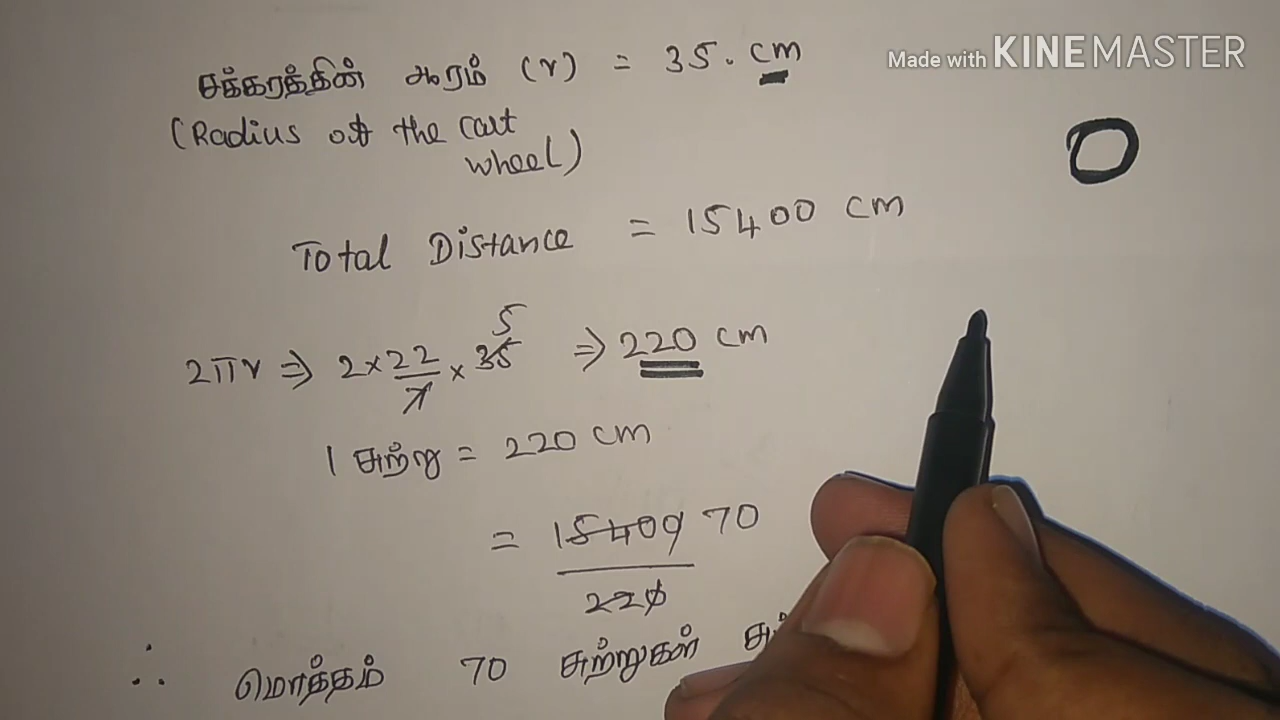 Made with KINEMASTER
சக்கரத்தின் ஆரம் (r) = 35. cm
(Radius of the cart
wheel)
Total Distance = 15400 cm
2πr ⇒ 2 × 22/7 × 35 5 ⇒ 220 cm
1 சுற்று = 220 cm
= 15400/220 70
∴ மொத்தம் 70 சுற்றுகள்